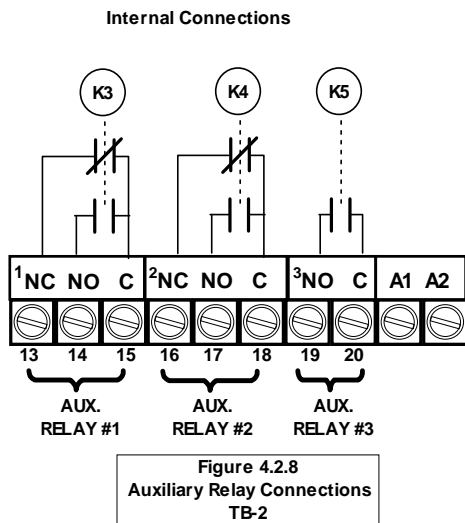 Internal Connections
K3 K4 K5
1NC NO C 2NC NO C 3NO C A1 A2
13 14 15 16 17 18 19 20
AUX. AUX. AUX.
RELAY #1 RELAY #2 RELAY #3
Figure 4.2.8
Auxiliary Relay Connections
TB-2